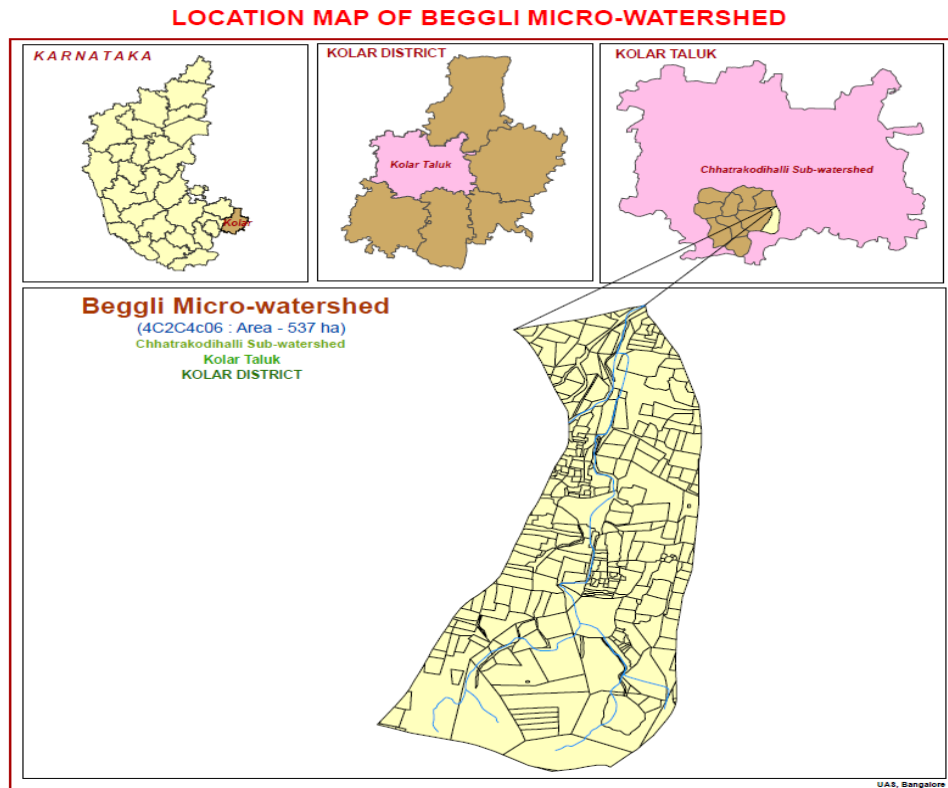 LOCATION MAP OF BEGGLI MICRO-WATERSHED
KARNATAKA
Kolar
KOLAR DISTRICT
Kolar Taluk
KOLAR TALUK
Chhatrakodihalli Sub-watershed
Beggli Micro-watershed
(4C2C4c06 : Area - 537 ha)
Chhatrakodihalli Sub-watershed
Kolar Taluk
KOLAR DISTRICT
UAS, Bangalore